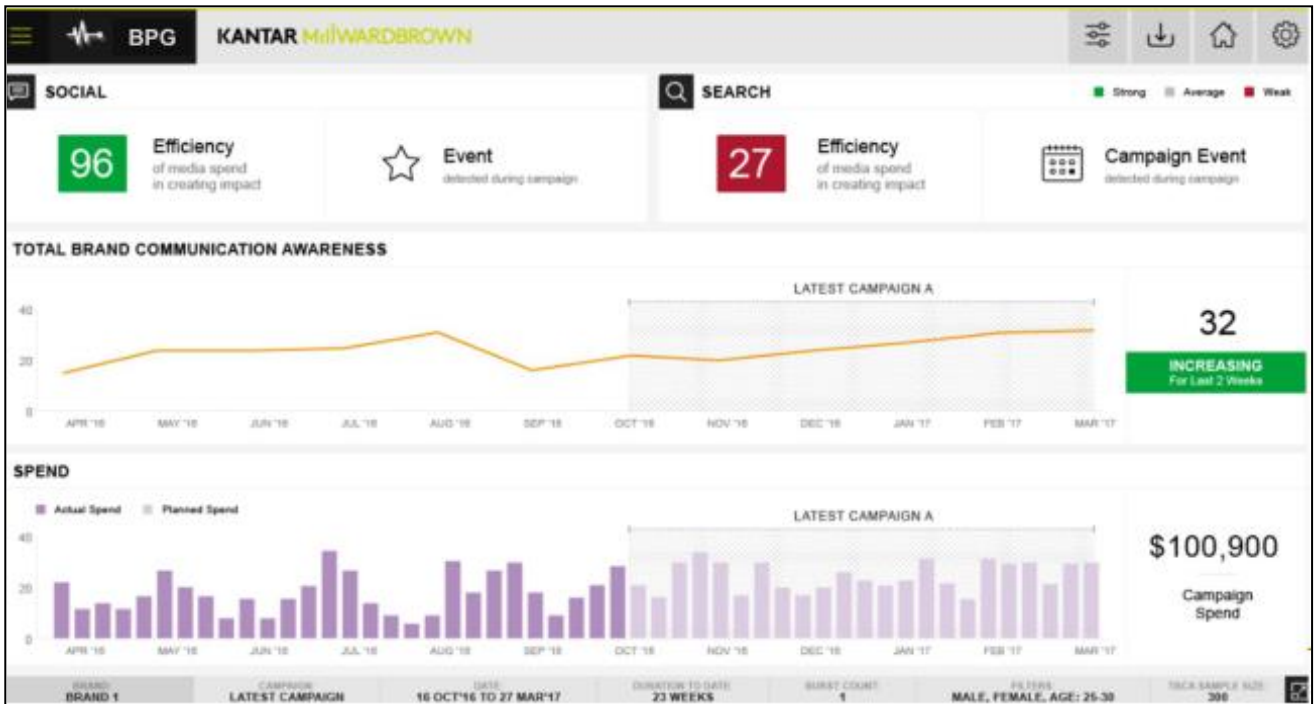 BPG
KANTAR MillWARDBROWN
SOCIAL
96
Efficiency
of media spend
in creating impact
Event
detected during campaign
SEARCH
Strong Average Weak
27
Efficiency
of media spend
in creating impact
Campaign Event
detected during campaign
TOTAL BRAND COMMUNICATION AWARENESS
LATEST CAMPAIGN A
40
20
0
APR '16 MAY '16 JUN '16 JUL '16 AUG '16 SEP '16 OCT '16 NOV '16 DEC '16 JAN '17 FEB '17 MAR '17
32
INCREASING
For Last 2 Weeks
SPEND
Actual Spend Planned Spend
LATEST CAMPAIGN A
40
20
0
APR '16 MAY '16 JUN '16 JUL '16 AUG '16 SEP '16 OCT '16 NOV '16 DEC '16 JAN '17 FEB '17 MAR '17
$100,900
Campaign
Spend
BRAND CAMPAIGN DATE DURATION TO DATE BURST COUNT FILTERS TBCA SAMPLE SIZE
BRAND 1 LATEST CAMPAIGN 16 OCT'16 TO 27 MAR'17 23 WEEKS 1 MALE, FEMALE, AGE: 25-30 300